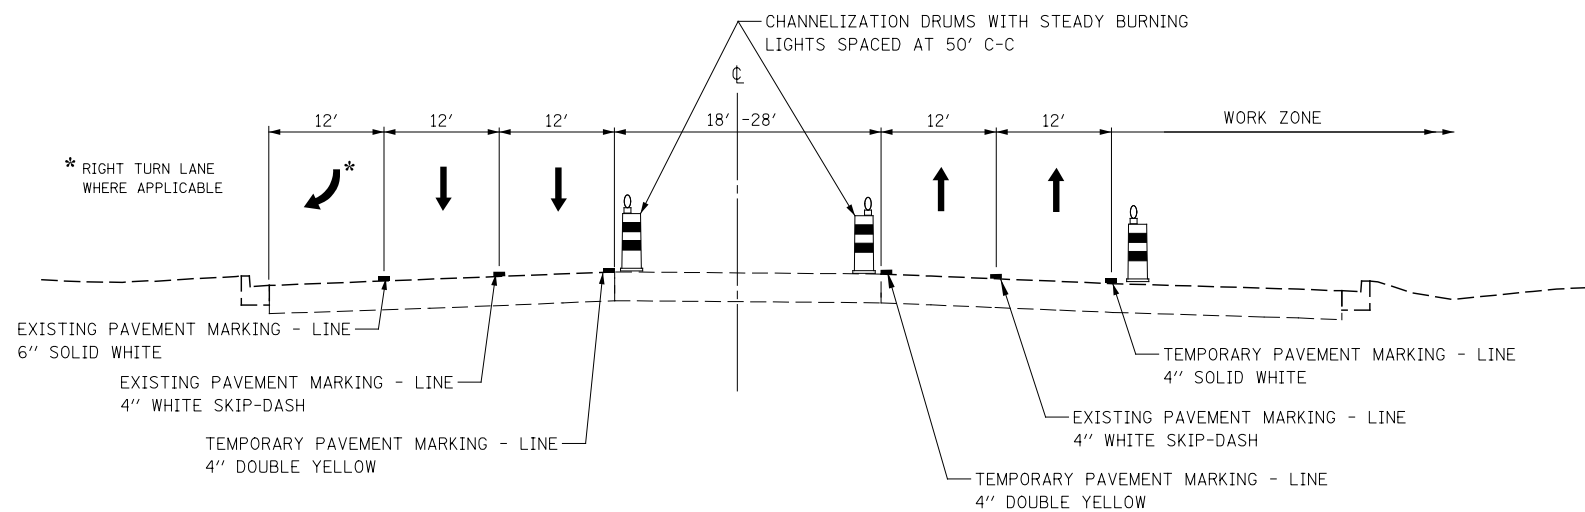 CHANNELIZATION DRUMS WITH STEADY BURNING
LIGHTS SPACED AT 50' C-C
℄
12'
12'
12'
18' -28'
12'
12'
WORK ZONE
* RIGHT TURN LANE
WHERE APPLICABLE
*
EXISTING PAVEMENT MARKING - LINE
6" SOLID WHITE
EXISTING PAVEMENT MARKING - LINE
4" WHITE SKIP-DASH
TEMPORARY PAVEMENT MARKING - LINE
4" DOUBLE YELLOW
TEMPORARY PAVEMENT MARKING - LINE
4" SOLID WHITE
EXISTING PAVEMENT MARKING - LINE
4" WHITE SKIP-DASH
TEMPORARY PAVEMENT MARKING - LINE
4" DOUBLE YELLOW